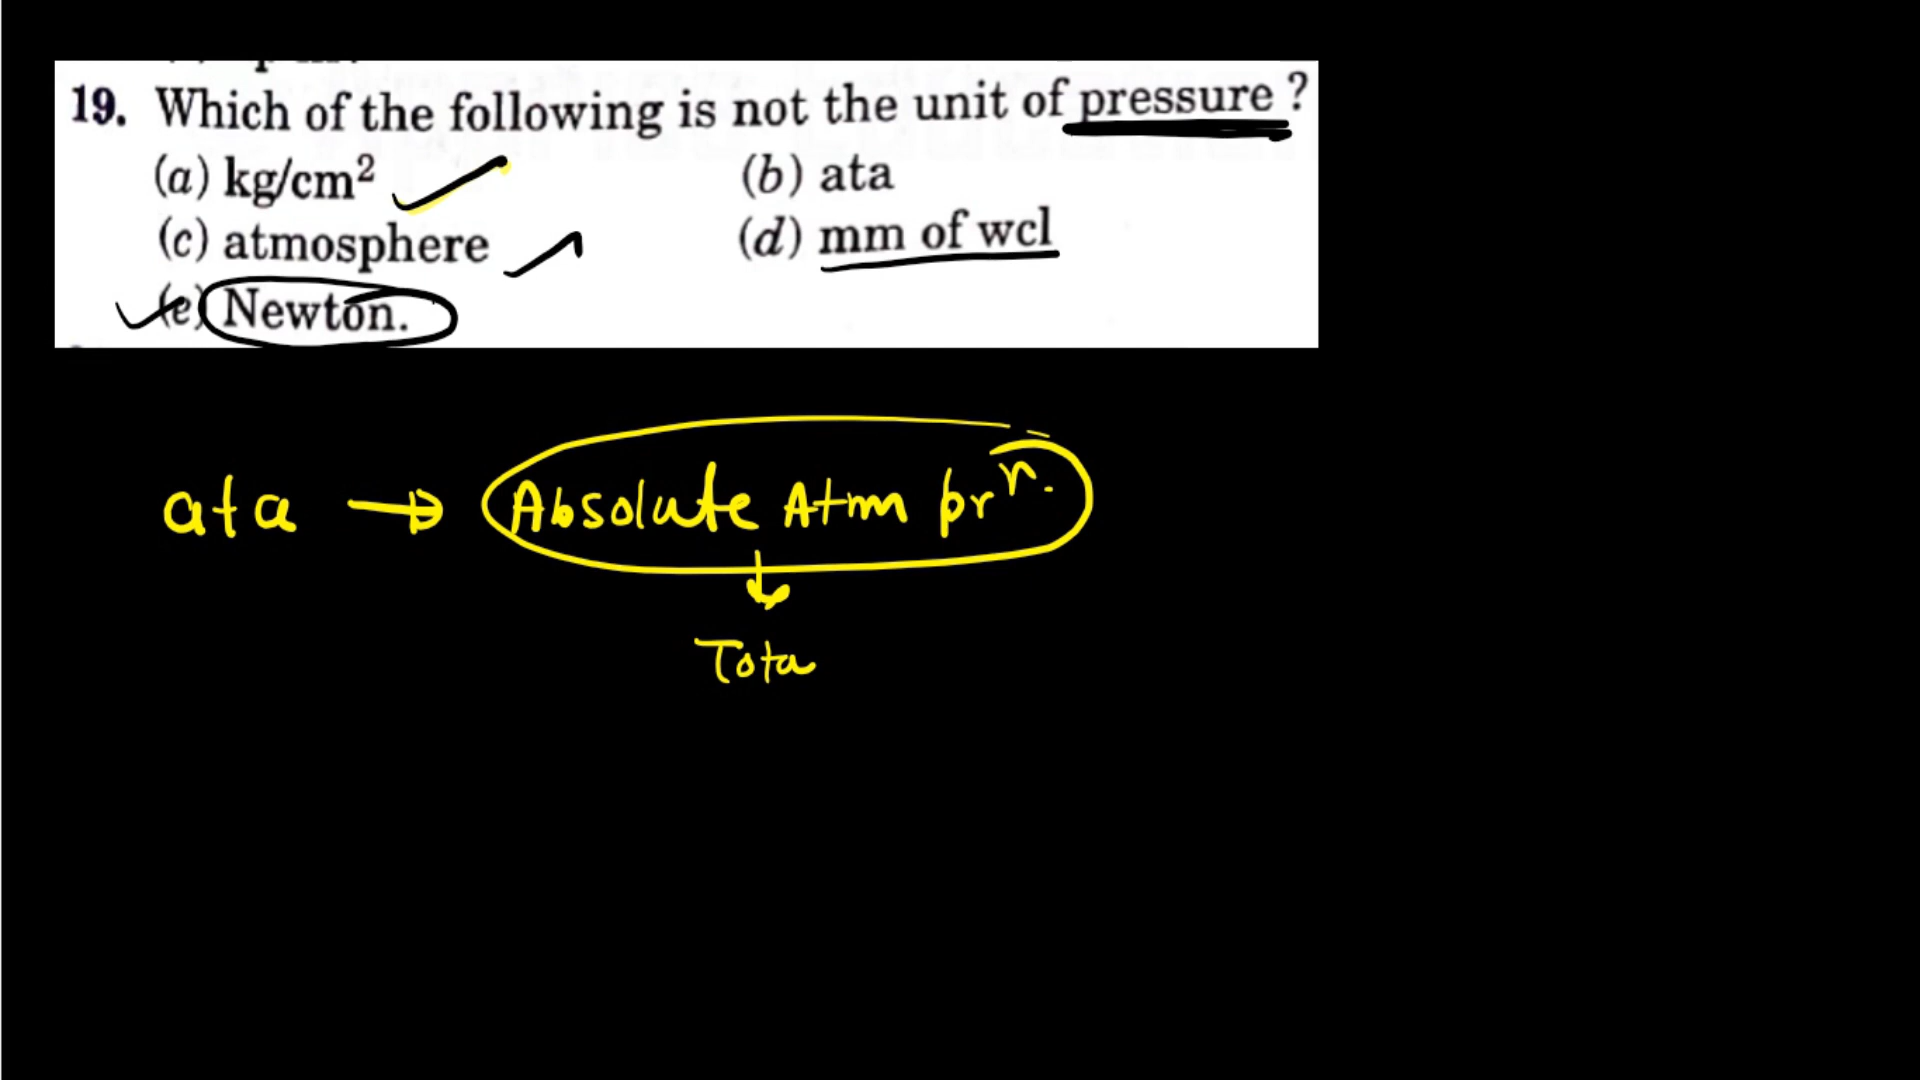 19. Which of the following is not the unit of pressure ?
(a) kg/cm² (b) ata
(c) atmosphere (d) mm of wcl
(e) Newton.
ata → Absolute Atm prⁿ.
Tota